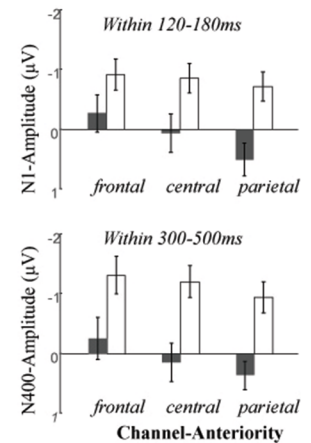 Within 120-180ms
-1
0
1
N1-Amplitude (µV)
frontal central parietal
Within 300-500ms
-2
-1
0
1
N400-Amplitude (µV)
frontal central parietal
Channel-Anteriority